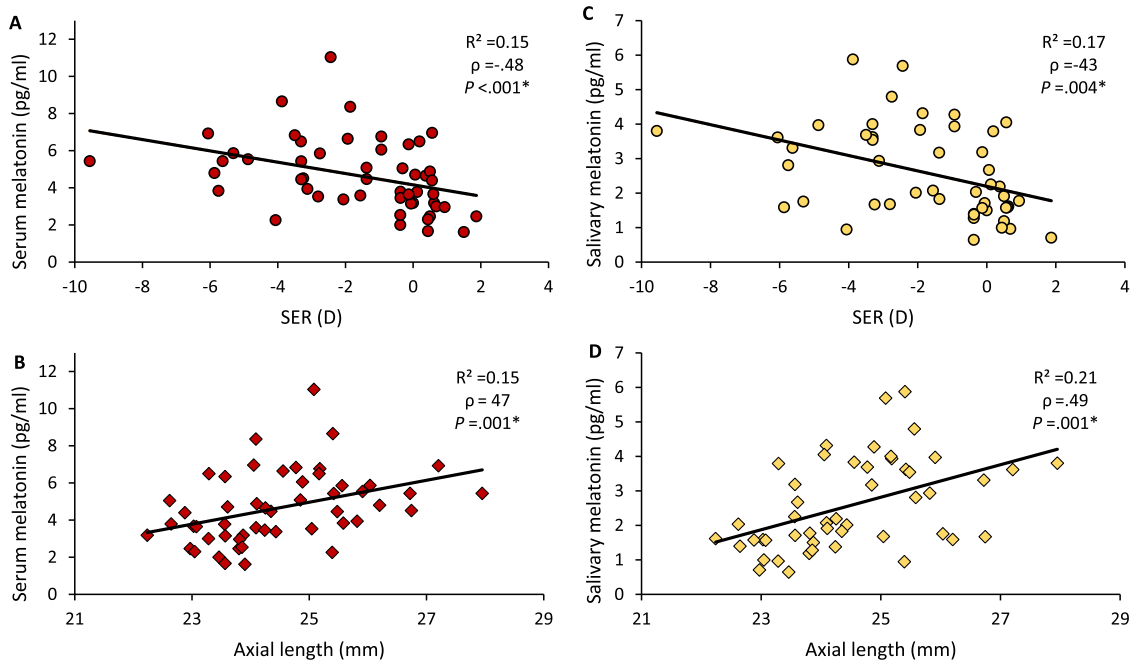 A
Serum melatonin (pg/ml)
12
10
8
6
4
2
0
-10 -8 -6 -4 -2 0 2 4
SER (D)
R² =0.15
ρ =-.48
P <.001*
C
Salivary melatonin (pg/ml)
7
6
5
4
3
2
1
0
-10 -8 -6 -4 -2 0 2 4
SER (D)
R² =0.17
ρ =-43
P =.004*
B
Serum melatonin (pg/ml)
12
10
8
6
4
2
0
21 23 25 27 29
Axial length (mm)
R² =0.15
ρ = 47
P =.001*
D
Salivary melatonin (pg/ml)
7
6
5
4
3
2
1
0
21 23 25 27 29
Axial length (mm)
R² =0.21
ρ =.49
P =.001*